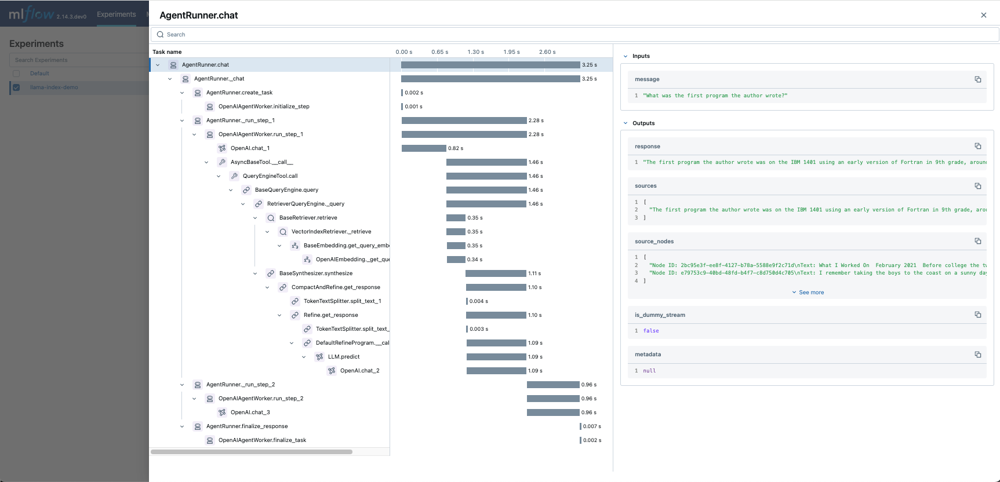 mlflow 2.14.3.dev0 Experiments
Experiments
Search Experiments
Default
llama-index-demo
AgentRunner.chat
Search
Task name
0.00 s 0.65 s 1.30 s 1.95 s 2.60 s
AgentRunner.chat 3.25 s
AgentRunner._chat 3.25 s
AgentRunner.create_task 0.002 s
OpenAIAgentWorker.initialize_step 0.001 s
AgentRunner._run_step_1 2.28 s
OpenAIAgentWorker.run_step_1 2.28 s
OpenAI.chat_1 0.82 s
AsyncBaseTool.__call__ 1.46 s
QueryEngineTool.call 1.46 s
BaseQueryEngine.query 1.46 s
RetrieverQueryEngine._query 1.46 s
BaseRetriever.retrieve 0.35 s
VectorIndexRetriever._retrieve 0.35 s
BaseEmbedding.get_query_emb 0.35 s
OpenAIEmbedding._get_que 0.34 s
BaseSynthesizer.synthesize 1.11 s
CompactAndRefine.get_response 1.10 s
TokenTextSplitter.split_text_1 0.004 s
Refine.get_response 1.10 s
TokenTextSplitter.split_text_ 0.003 s
DefaultRefineProgram.__cal 1.09 s
LLM.predict 1.09 s
OpenAI.chat_2 1.09 s
AgentRunner._run_step_2 0.96 s
OpenAIAgentWorker.run_step_2 0.96 s
OpenAI.chat_3 0.96 s
AgentRunner.finalize_response 0.007 s
OpenAIAgentWorker.finalize_task 0.002 s
Inputs
message
1 "What was the first program the author wrote?"
Outputs
response
1 "The first program the author wrote was on the IBM 1401 using an early version of Fortran in 9th grade, around
sources
1 [
2 "The first program the author wrote was on the IBM 1401 using an early version of Fortran in 9th grade, arou
3 ]
source_nodes
1 [
2 "Node ID: 2bc95e3f-ee8f-4127-b78a-5588e9f2c71d\nText: What I Worked On February 2021 Before college the tw
3 "Node ID: e79753c9-40bd-48fd-b4f7-c8d750d4c705\nText: I remember taking the boys to the coast on a sunny day
4 ]
See more
is_dummy_stream
1 false
metadata
1 null